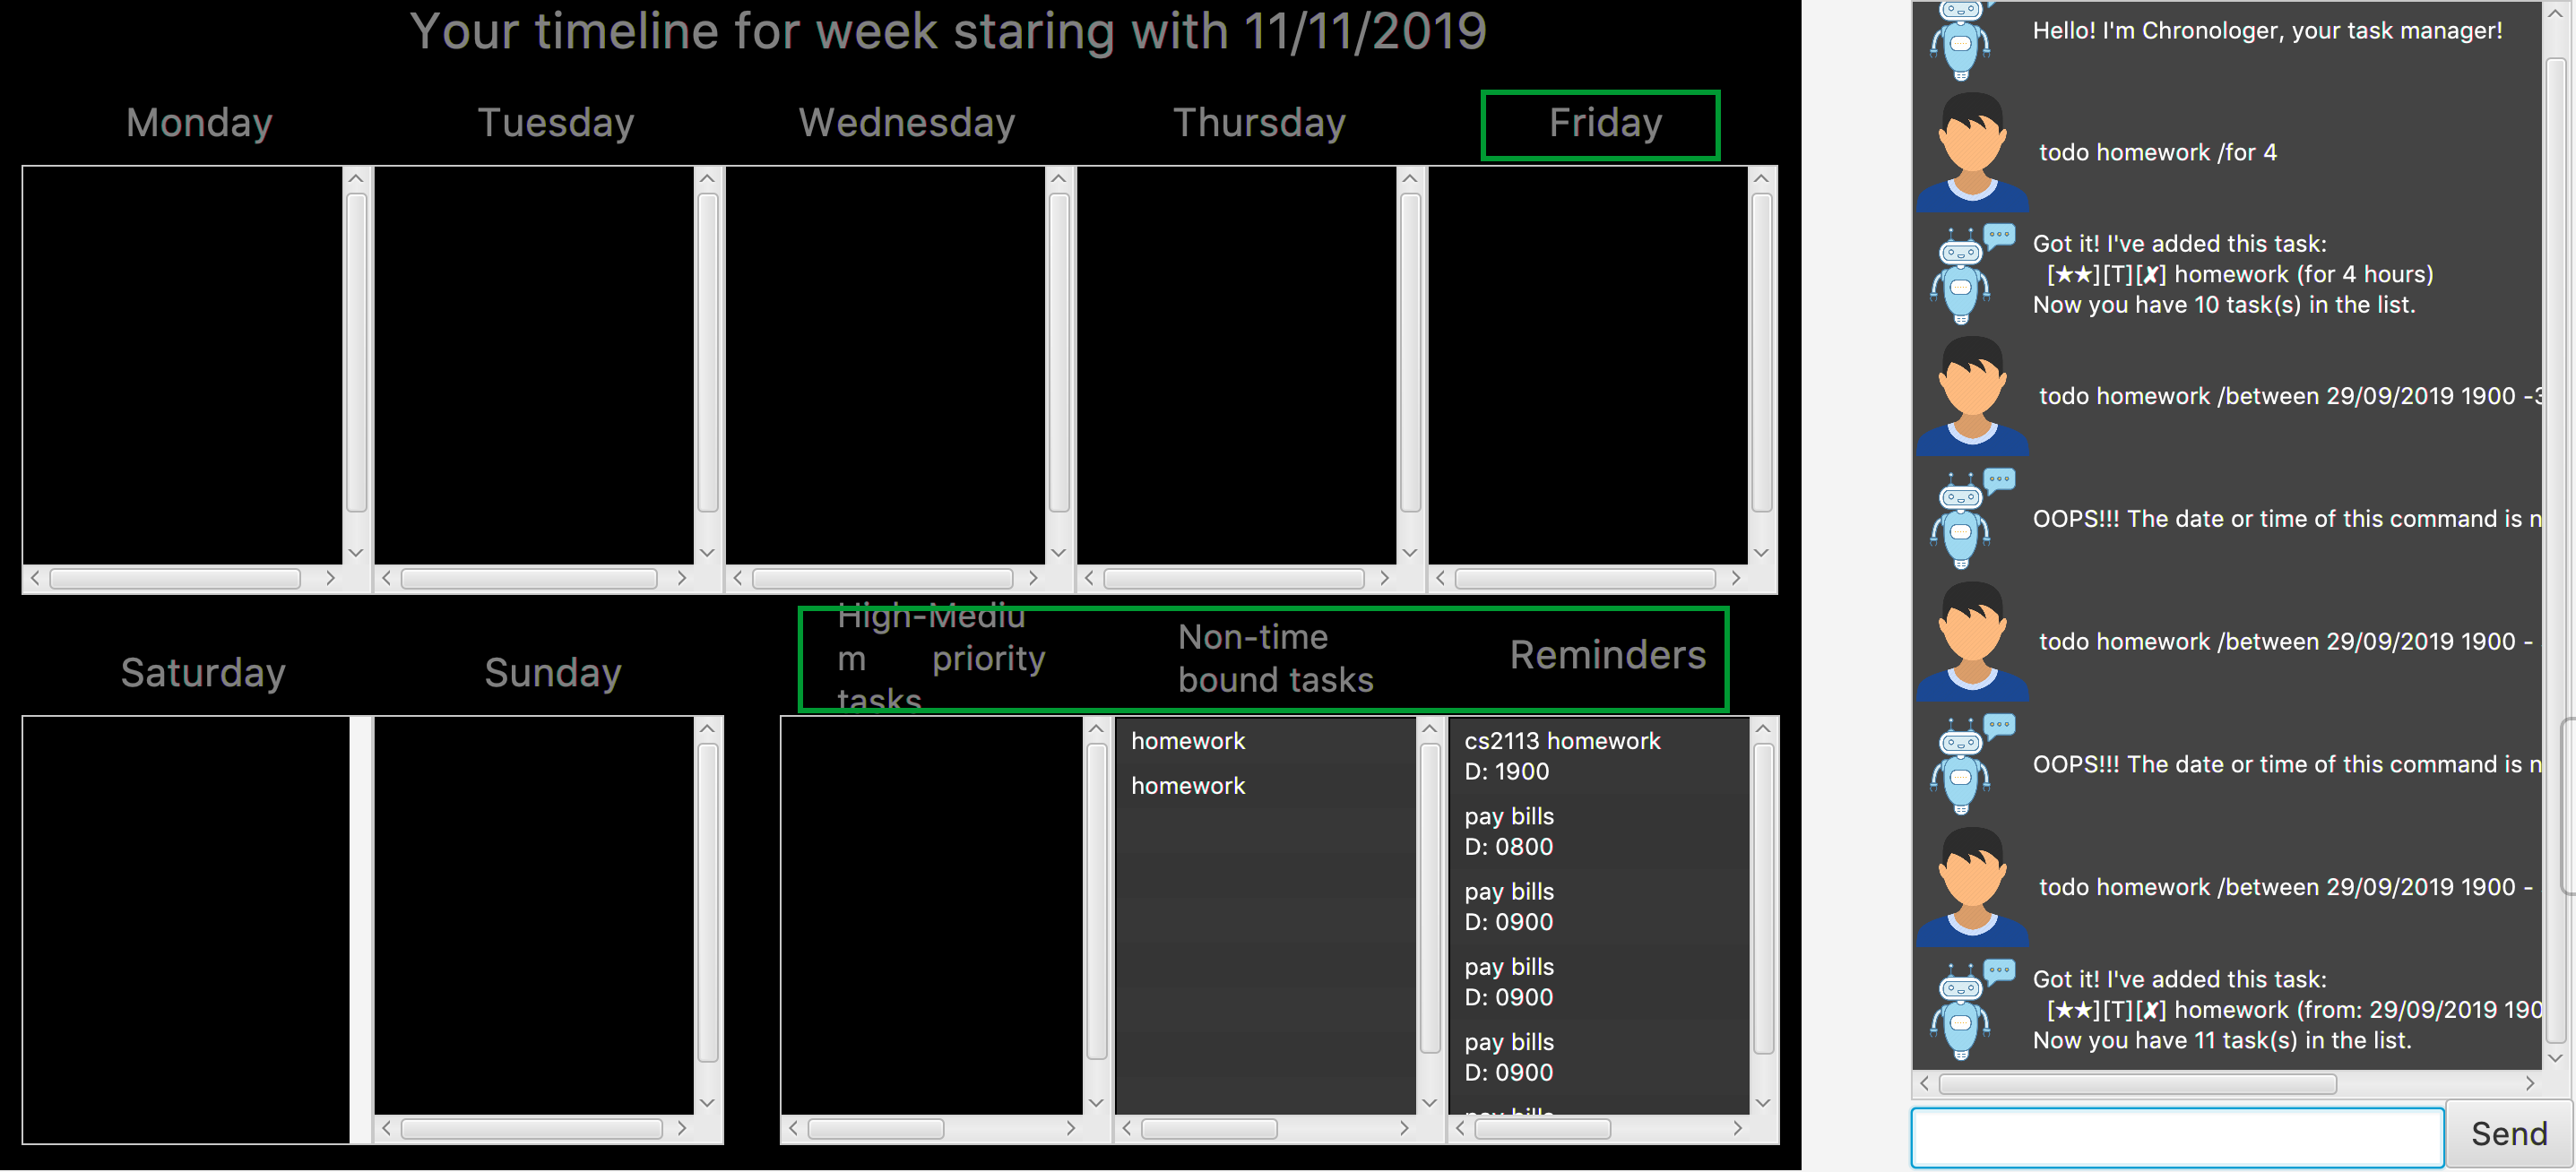 Your timeline for week staring with 11/11/2019
Monday
Tuesday
Wednesday
Thursday
Friday
Saturday
Sunday
High-Mediu
m priority
tasks
Non-time
bound tasks
Reminders
homework
homework
cs2113 homework
D: 1900
pay bills
D: 0800
pay bills
D: 0900
pay bills
D: 0900
pay bills
D: 0900
pay bills
Hello! I'm Chronologer, your task manager!
todo homework /for 4
Got it! I've added this task:
[★★][T][✘] homework (for 4 hours)
Now you have 10 task(s) in the list.
todo homework /between 29/09/2019 1900 -3
OOPS!!! The date or time of this command is n
todo homework /between 29/09/2019 1900 -
OOPS!!! The date or time of this command is n
todo homework /between 29/09/2019 1900 -
Got it! I've added this task:
[★★][T][✘] homework (from: 29/09/2019 190
Now you have 11 task(s) in the list.
Send